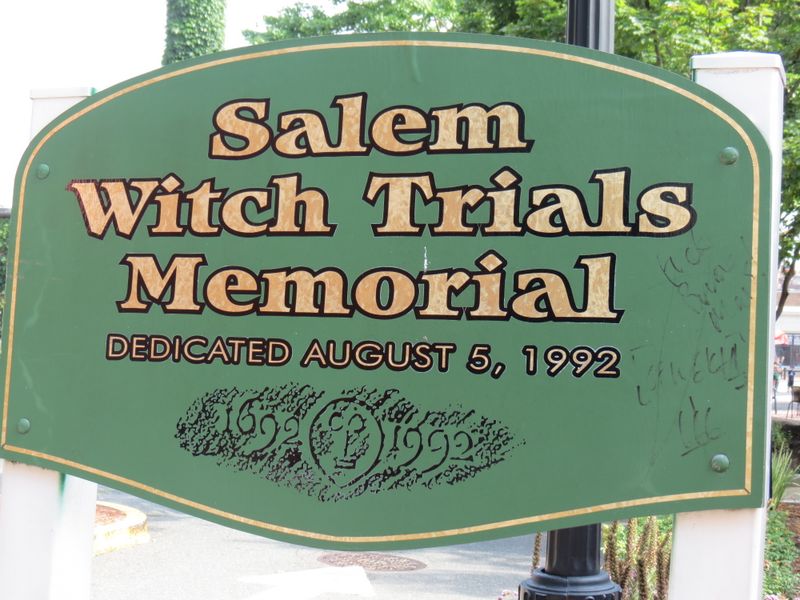 Salem
Witch Trials
Memorial
DEDICATED AUGUST 5, 1992
1692 1992